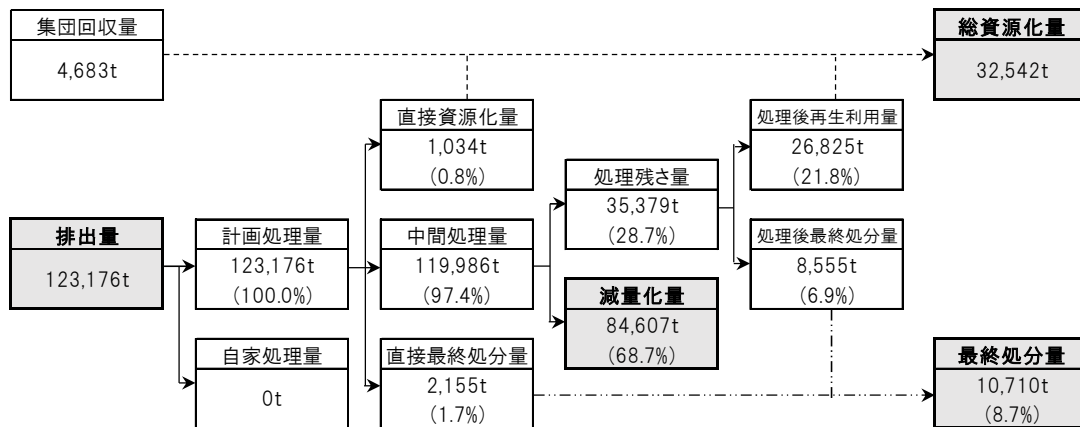 集団回収量
4,683t
総資源化量
32,542t
直接資源化量
1,034t
(0.8%)
処理後再生利用量
26,825t
(21.8%)
処理残さ量
35,379t
(28.7%)
排出量
123,176t
計画処理量
123,176t
(100.0%)
中間処理量
119,986t
(97.4%)
処理後最終処分量
8,555t
(6.9%)
減量化量
84,607t
(68.7%)
自家処理量
0t
直接最終処分量
2,155t
(1.7%)
最終処分量
10,710t
(8.7%)